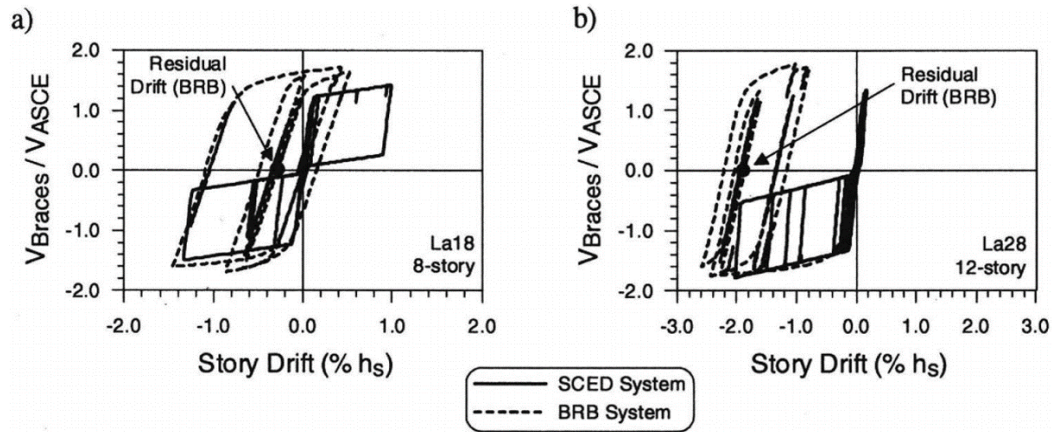 a)
2.0
1.0
0.0
-1.0
-2.0
VBraces / VASCE
Residual
Drift (BRB)
La18
8-story
-2.0 -1.0 0.0 1.0 2.0
Story Drift (% hs)
b)
2.0
1.0
0.0
-1.0
-2.0
VBraces / VASCE
Residual
Drift (BRB)
La28
12-story
-3.0 -2.0 -1.0 0.0 1.0 2.0 3.0
Story Drift (% hs)
SCED System
BRB System